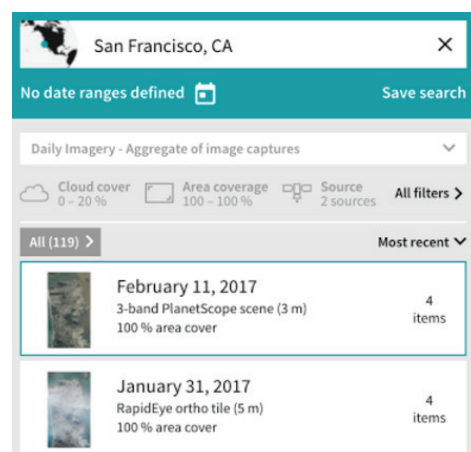 San Francisco, CA
No date ranges defined
Save search
Daily Imagery - Aggregate of image captures
Cloud cover
0 – 20 %
Area coverage
100 – 100 %
Source
2 sources
All filters
All (119)
Most recent
February 11, 2017
3-band PlanetScope scene (3 m)
100 % area cover
4
items
January 31, 2017
RapidEye ortho tile (5 m)
100 % area cover
4
items